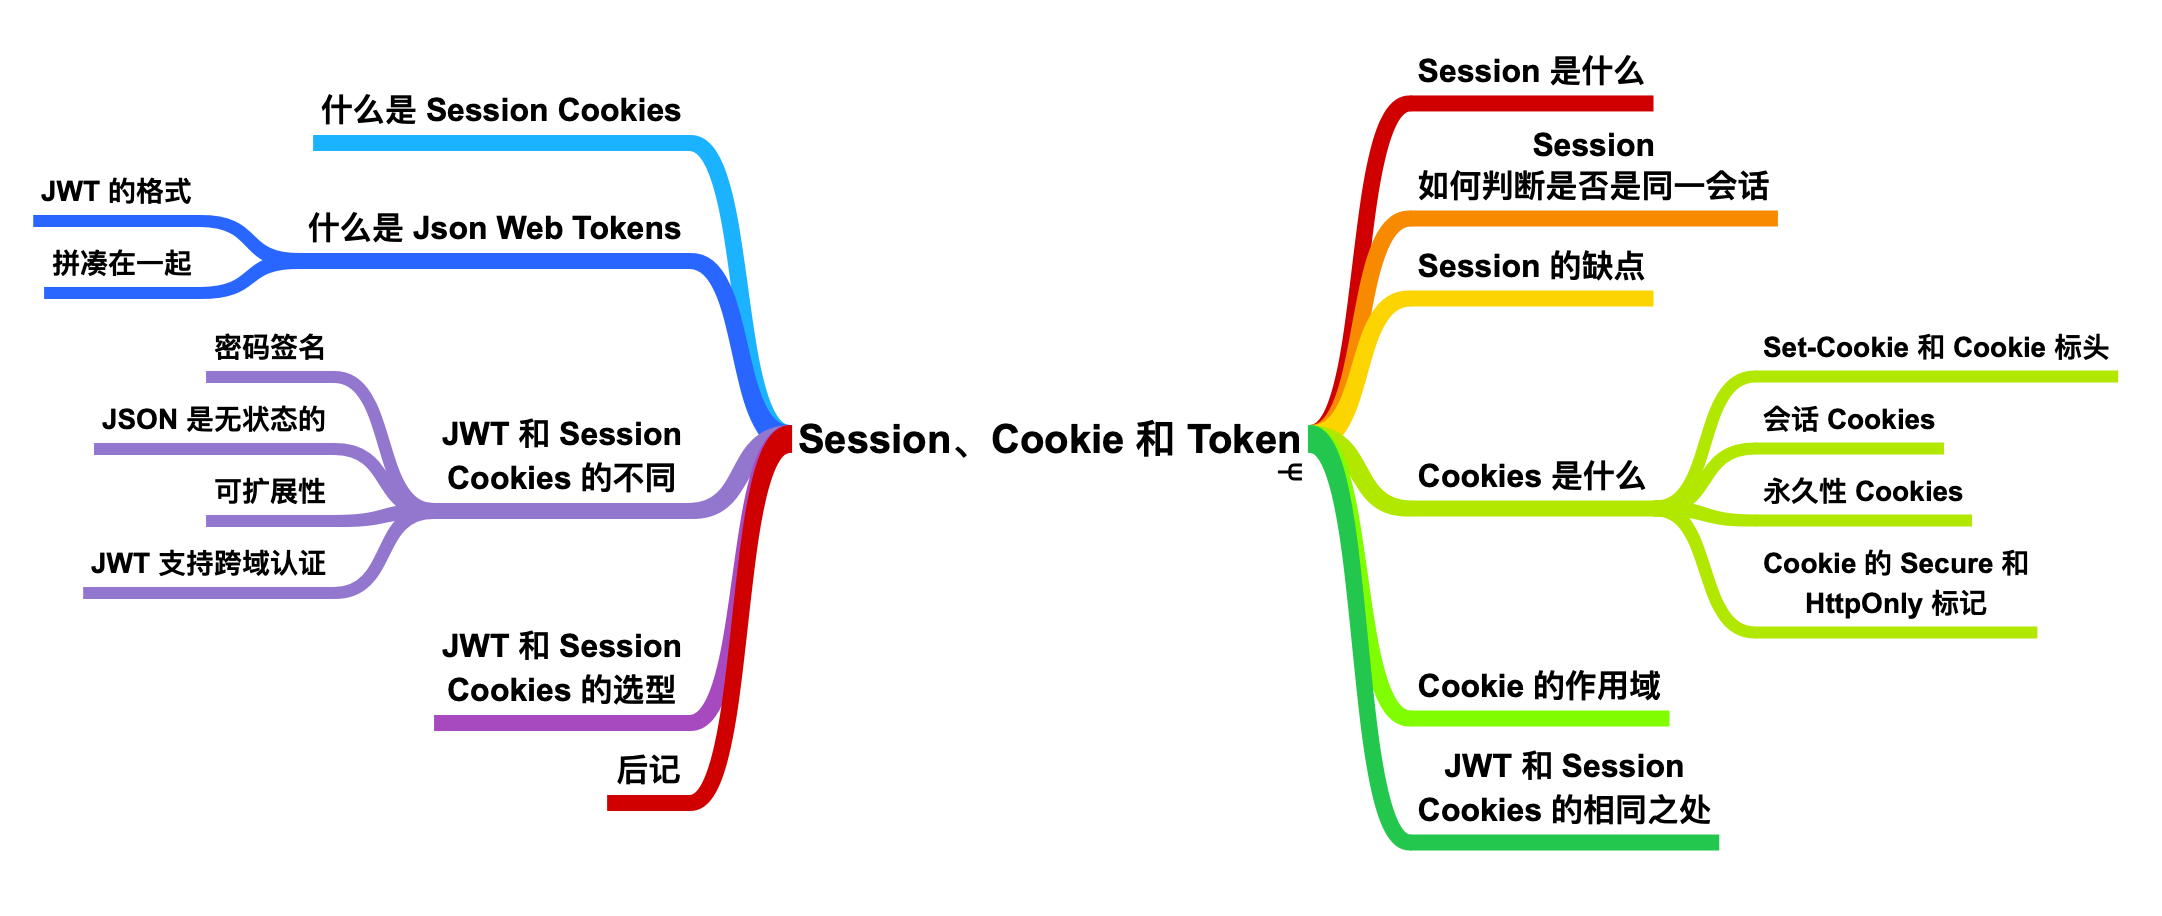 Session、Cookie 和 Token
Session 是什么
Session
如何判断是否是同一会话
Session 的缺点
Cookies 是什么
Set-Cookie 和 Cookie 标头
会话 Cookies
永久性 Cookies
Cookie 的 Secure 和
HttpOnly 标记
Cookie 的作用域
JWT 和 Session
Cookies 的相同之处
什么是 Session Cookies
什么是 Json Web Tokens
JWT 的格式
拼凑在一起
JWT 和 Session
Cookies 的不同
密码签名
JSON 是无状态的
可扩展性
JWT 支持跨域认证
JWT 和 Session
Cookies 的选型
后记